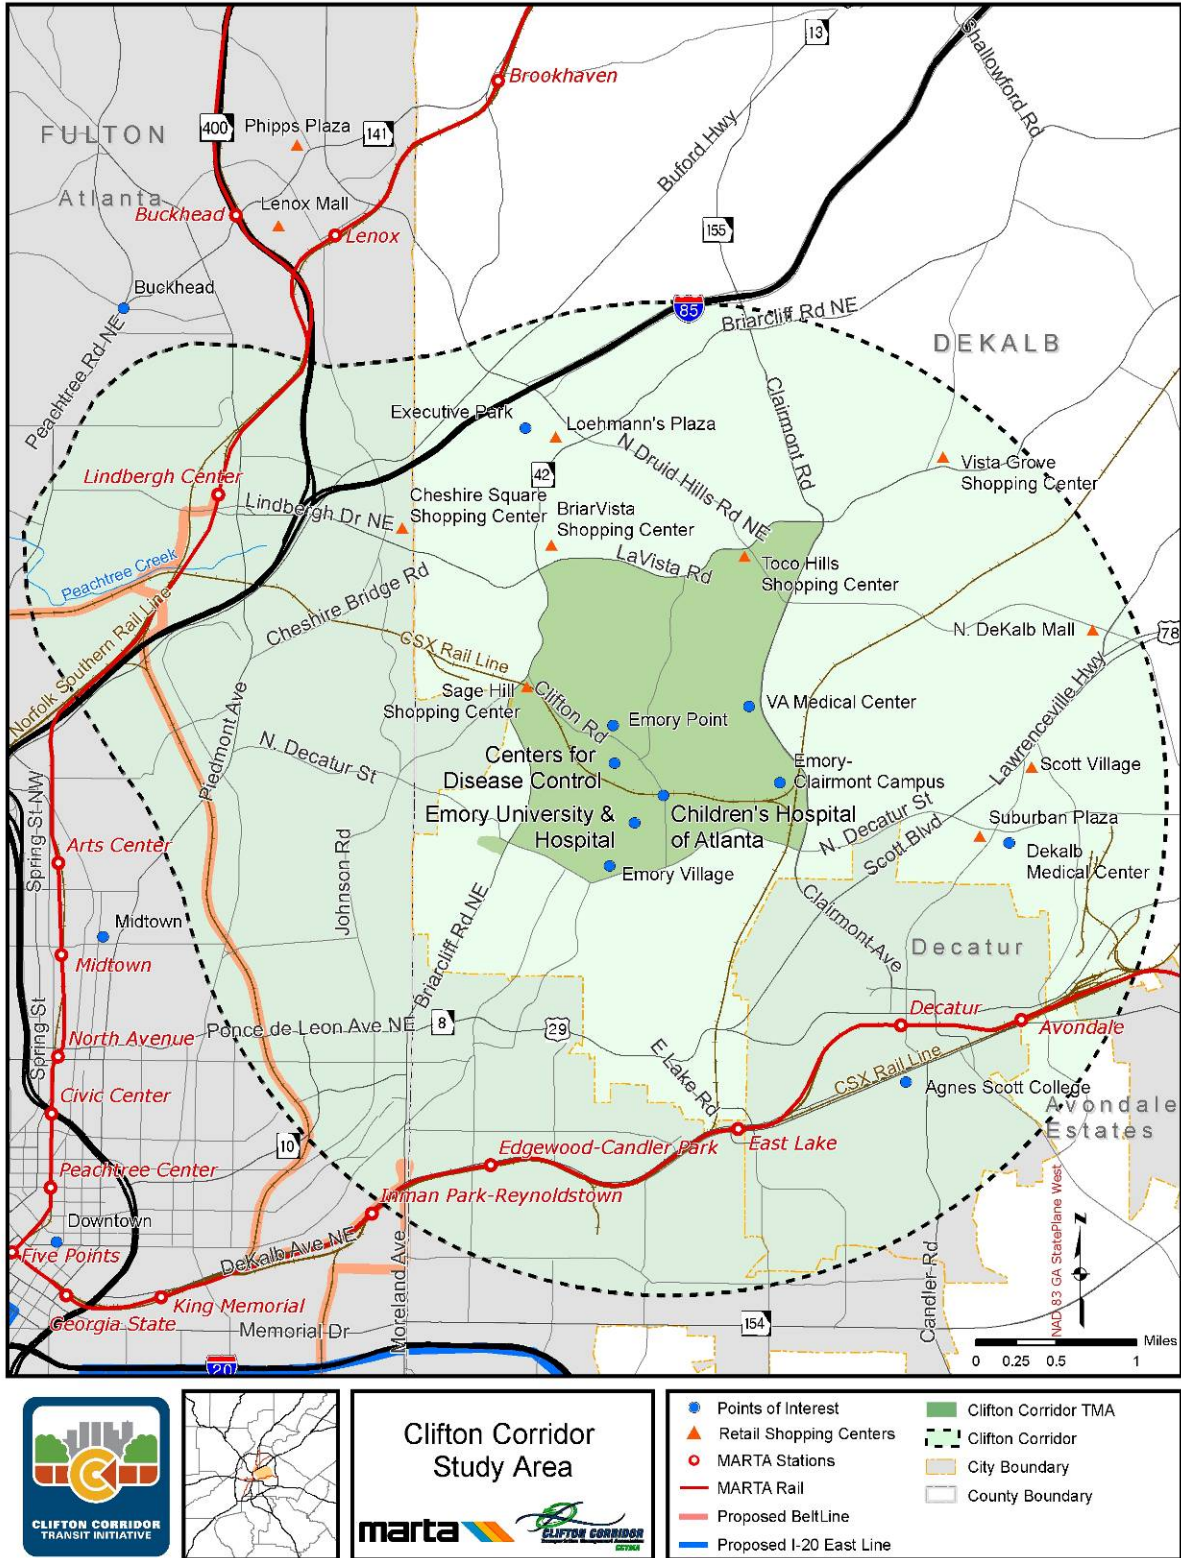 13
Shallowford Rd
Brookhaven
FULTON
400
Phipps Plaza
141
Buford Hwy
Atlanta
Buckhead
Lenox Mall
Lenox
155
Buckhead
85
Briarcliff Rd NE
DEKALB
Peachtree Rd NE
Executive Park
Loehmann's Plaza
N Druid Hills Rd NE
Clairmont Rd
Vista Grove
Shopping Center
Lindbergh Center
42
Lindbergh Dr NE
Cheshire Square
Shopping Center
BriarVista
Shopping Center
LaVista Rd
Toco Hills
Shopping Center
Peachtree Creek
Cheshire Bridge Rd
Norfolk Southern Rail Line
CSX Rail Line
N. DeKalb Mall
78
Sage Hill
Shopping Center
Clifton Rd
Emory Point
VA Medical Center
Lawrenceville Hwy
Piedmont Ave
N. Decatur St
Centers for
Disease Control
Emory-
Clairmont Campus
Scott Village
Spring St NW
Emory University &
Hospital
Children's Hospital
of Atlanta
N. Decatur St
Scott Blvd
Suburban Plaza
Dekalb
Medical Center
Arts Center
Johnson Rd
Emory Village
Clairmont Ave
Midtown
Midtown
Briarcliff Rd NE
Decatur
North Avenue
Spring St
Ponce de Leon Ave NE
8
29
Decatur
Avondale
E Lake Rd
CSX Rail Line
Civic Center
Agnes Scott College
Avondale
Estates
10
Edgewood-Candler Park
East Lake
Peachtree Center
Inman Park-Reynoldstown
Downtown
Five Points
DeKalb Ave NE
Moreland Ave
Candler Rd
NAD 83 GA StatePlane West
Z
King Memorial
Georgia State
Memorial Dr
154
20
Miles
0 0.25 0.5 1
CLIFTON CORRIDOR
TRANSIT INITIATIVE
Clifton Corridor
Study Area
marta
CLIFTON CORRIDOR
Transportation Management Association
CCTMA
Points of Interest
Retail Shopping Centers
MARTA Stations
MARTA Rail
Proposed BeltLine
Proposed I-20 East Line
Clifton Corridor TMA
Clifton Corridor
City Boundary
County Boundary